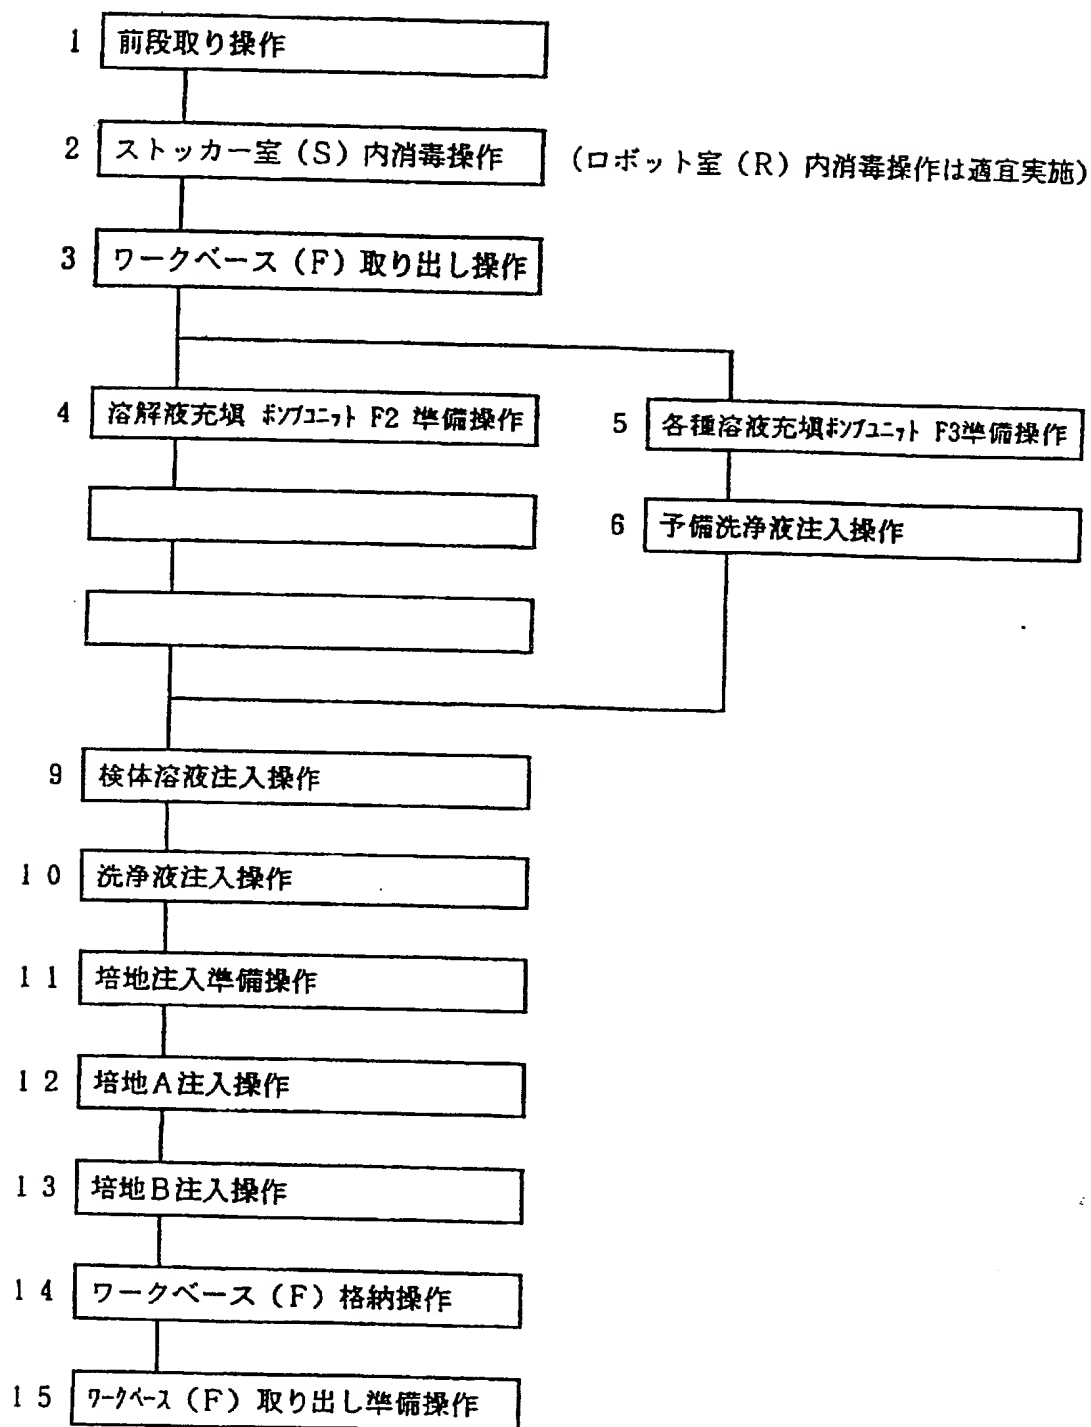 1 前段取り操作
2 ストッカー室(S)内消毒操作 (ロボット室(R)内消毒操作は適宜実施)
3 ワークベース(F)取り出し操作
4 溶解液充填 ポンプユニット F2 準備操作
5 各種溶液充填ポンプユニット F3準備操作
6 予備洗浄液注入操作
9 検体溶液注入操作
10 洗浄液注入操作
11 培地注入準備操作
12 培地A注入操作
13 培地B注入操作
14 ワークベース(F)格納操作
15 ワークベース(F)取り出し準備操作